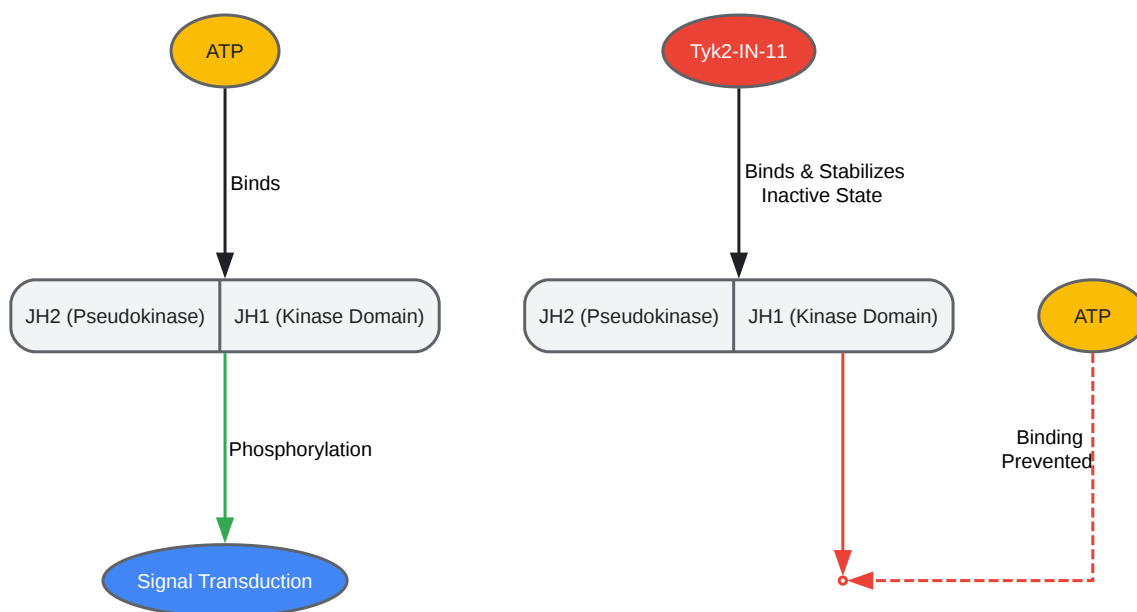 ATP
Binds
JH2 (Pseudokinase)
JH1 (Kinase Domain)
Phosphorylation
Signal Transduction
Tyk2-IN-11
Binds & Stabilizes
Inactive State
JH2 (Pseudokinase)
JH1 (Kinase Domain)
ATP
Binding
Prevented